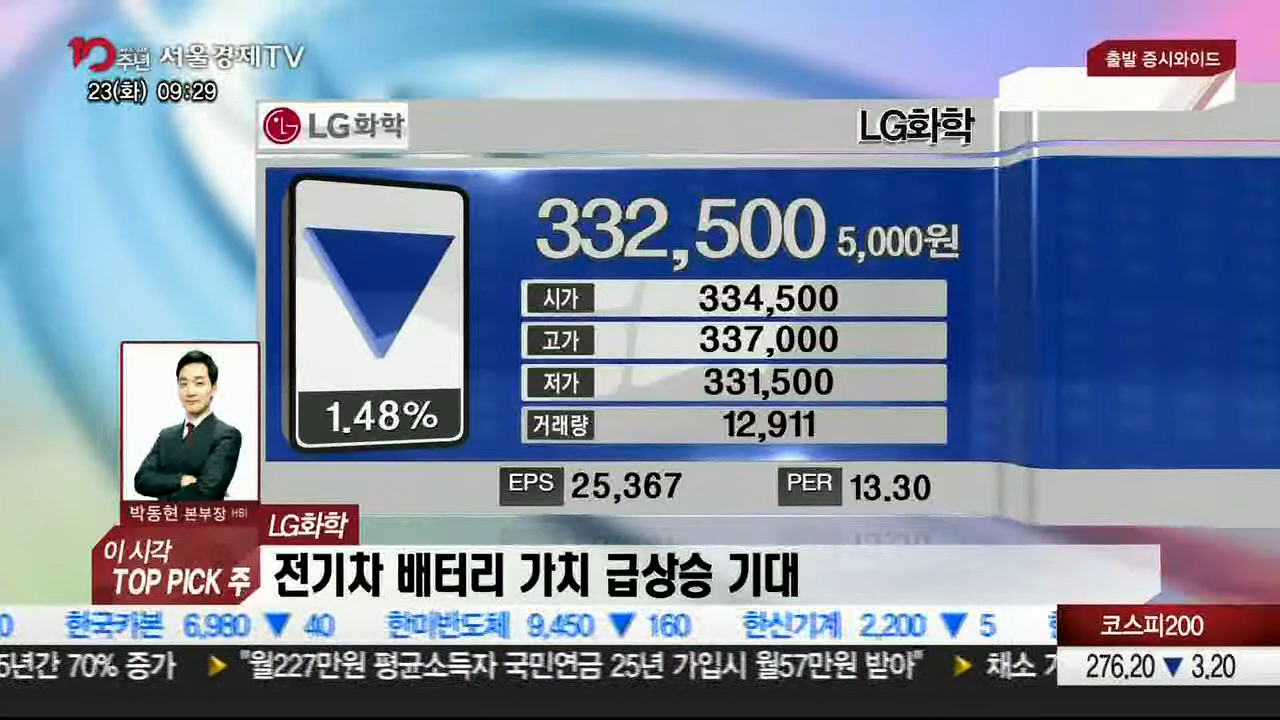 10주년 서울경제TV
23(화) 09:29
출발 증시와이드
LG화학
LG화학
332,500 5,000원
1.48%
시가 334,500
고가 337,000
저가 331,500
거래량 12,911
EPS 25,367 PER 13.30
박동현 본부장 HBI
LG화학
이 시각
TOP PICK 주
전기차 배터리 가치 급상승 기대
0 한국카본 6,980 ▼ 40 한미반도체 9,450 ▼ 160 한신기계 2,200 ▼ 5
코스피200
5년간 70% 증가 ▶ "월227만원 평균소득자 국민연금 25년 가입시 월57만원 받아" ▶ 채소
276.20 ▼ 3.20